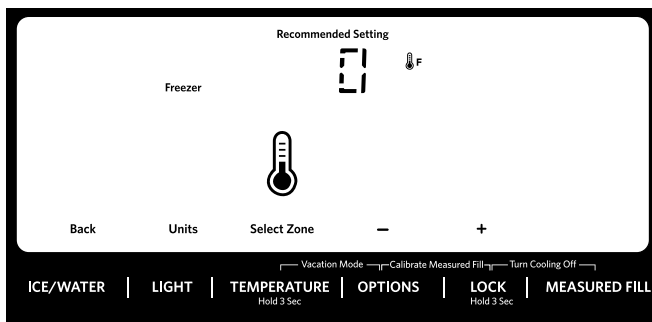 Recommended Setting
0 F
Freezer
Back Units Select Zone – +
Vacation Mode Calibrate Measured Fill Turn Cooling Off
ICE/WATER LIGHT TEMPERATURE OPTIONS LOCK MEASURED FILL
Hold 3 Sec Hold 3 Sec